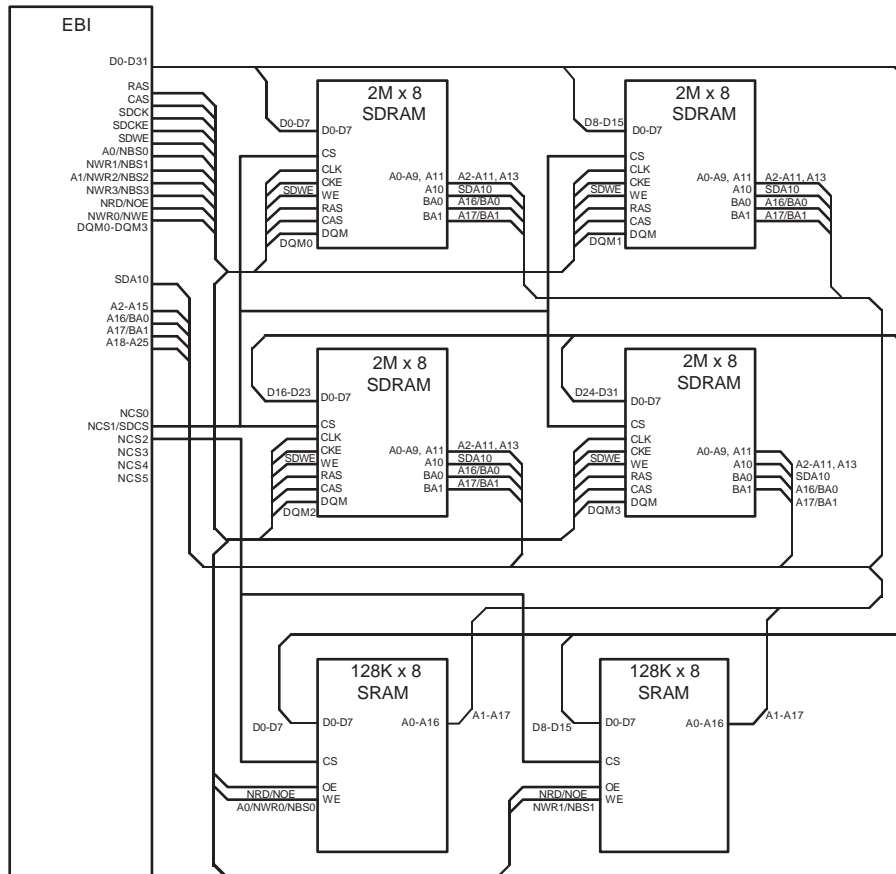 EBI
D0-D31
RAS
CAS
SDCK
SDCKE
SDWE
A0/NBS0
NWR1/NBS1
A1/NWR2/NBS2
NWR3/NBS3
NRD/NOE
NWR0/NWE
DQM0-DQM3
SDA10
A2-A15
A16/BA0
A17/BA1
A18-A25
NCS0
NCS1/SDCS
NCS2
NCS3
NCS4
NCS5
2M x 8
SDRAM
D0-D7
D0-D7
CS
CLK
CKE
SDWE
WE
RAS
CAS
DQM
DQM0
A0-A9, A11
A10
BA0
BA1
A2-A11, A13
SDA10
A16/BA0
A17/BA1
2M x 8
SDRAM
D8-D15
D0-D7
CS
CLK
CKE
SDWE
WE
RAS
CAS
DQM
DQM1
A0-A9, A11
A10
BA0
BA1
A2-A11, A13
SDA10
A16/BA0
A17/BA1
2M x 8
SDRAM
D16-D23
D0-D7
CS
CLK
CKE
SDWE
WE
RAS
CAS
DQM
DQM2
A0-A9, A11
A10
BA0
BA1
A2-A11, A13
SDA10
A16/BA0
A17/BA1
2M x 8
SDRAM
D24-D31
D0-D7
CS
CLK
CKE
SDWE
WE
RAS
CAS
DQM
DQM3
A0-A9, A11
A10
BA0
BA1
A2-A11, A13
SDA10
A16/BA0
A17/BA1
128K x 8
SRAM
D0-D7
D0-D7
A0-A16
A1-A17
CS
OE
NRD/NOE
WE
A0/NWR0/NBS0
128K x 8
SRAM
D8-D15
D0-D7
A0-A16
A1-A17
CS
OE
NRD/NOE
WE
NWR1/NBS1